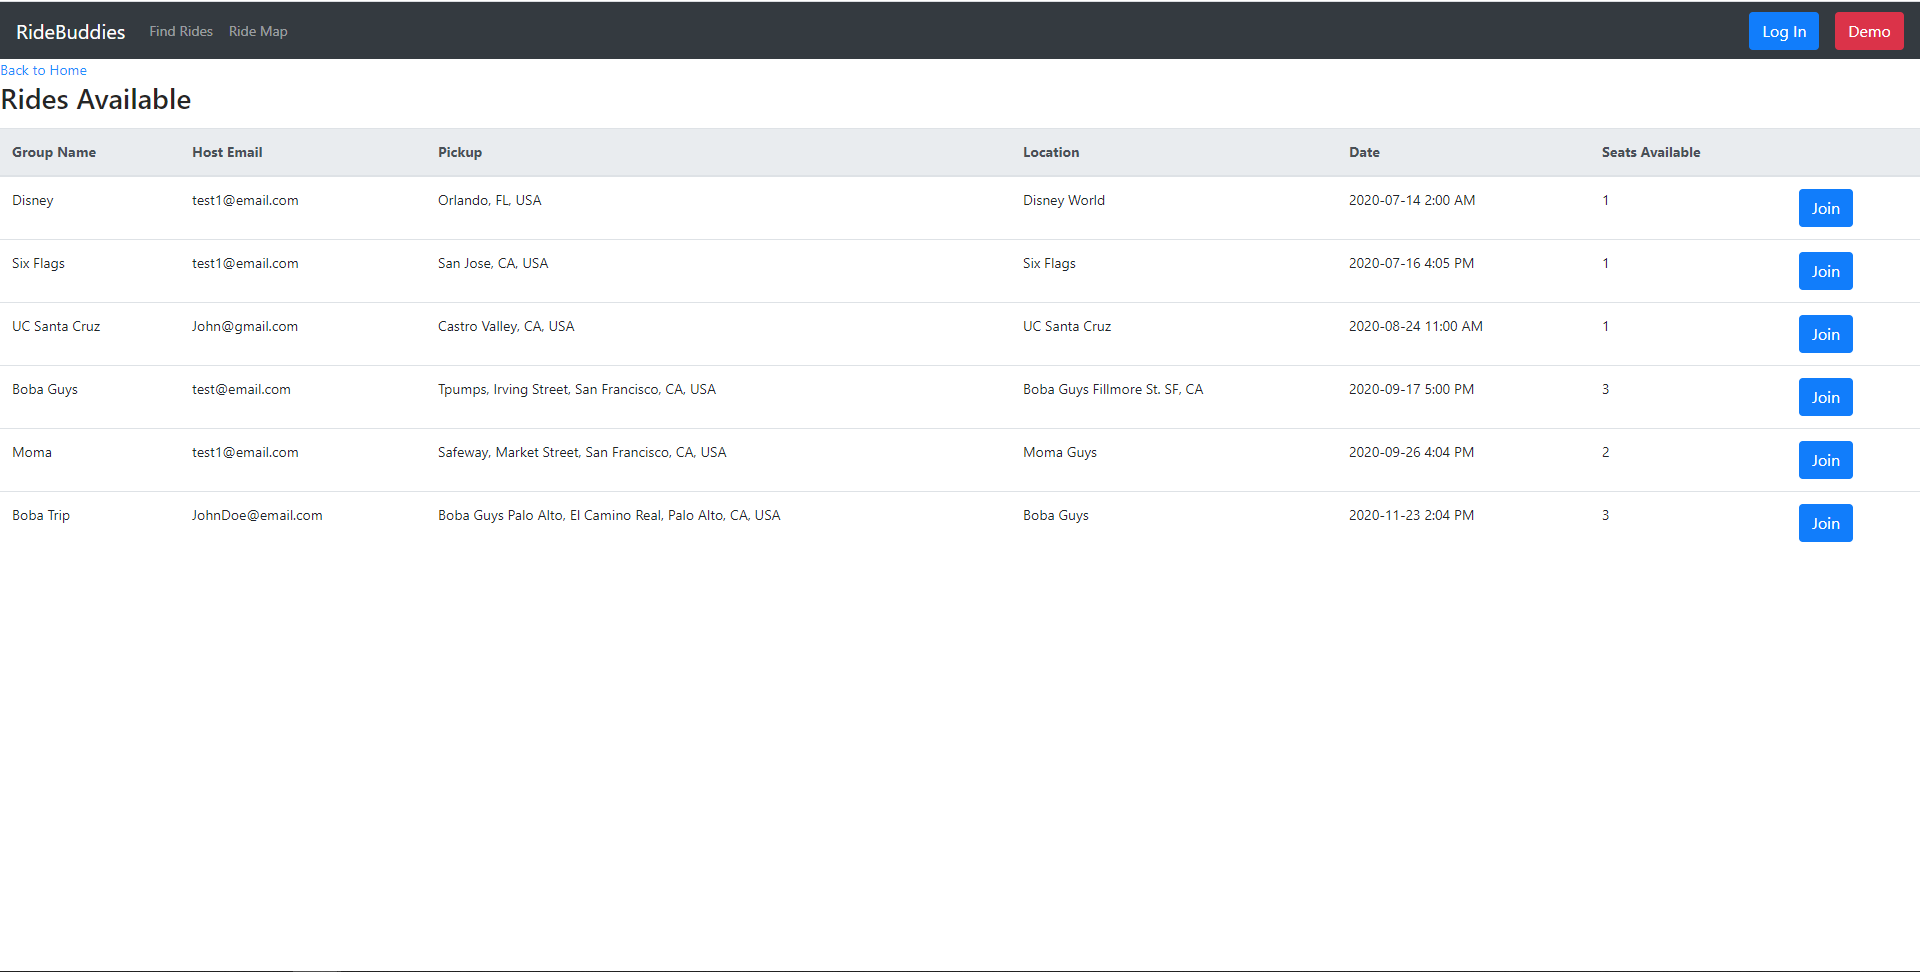 RideBuddies Find Rides Ride Map Log In Demo
Back to Home
Rides Available
Group Name Host Email Pickup Location Date Seats Available
Disney test1@email.com Orlando, FL, USA Disney World 2020-07-14 2:00 AM 1 Join
Six Flags test1@email.com San Jose, CA, USA Six Flags 2020-07-16 4:05 PM 1 Join
UC Santa Cruz John@gmail.com Castro Valley, CA, USA UC Santa Cruz 2020-08-24 11:00 AM 1 Join
Boba Guys test@email.com Tpumps, Irving Street, San Francisco, CA, USA Boba Guys Fillmore St. SF, CA 2020-09-17 5:00 PM 3 Join
Moma test1@email.com Safeway, Market Street, San Francisco, CA, USA Moma Guys 2020-09-26 4:04 PM 2 Join
Boba Trip JohnDoe@email.com Boba Guys Palo Alto, El Camino Real, Palo Alto, CA, USA Boba Guys 2020-11-23 2:04 PM 3 Join